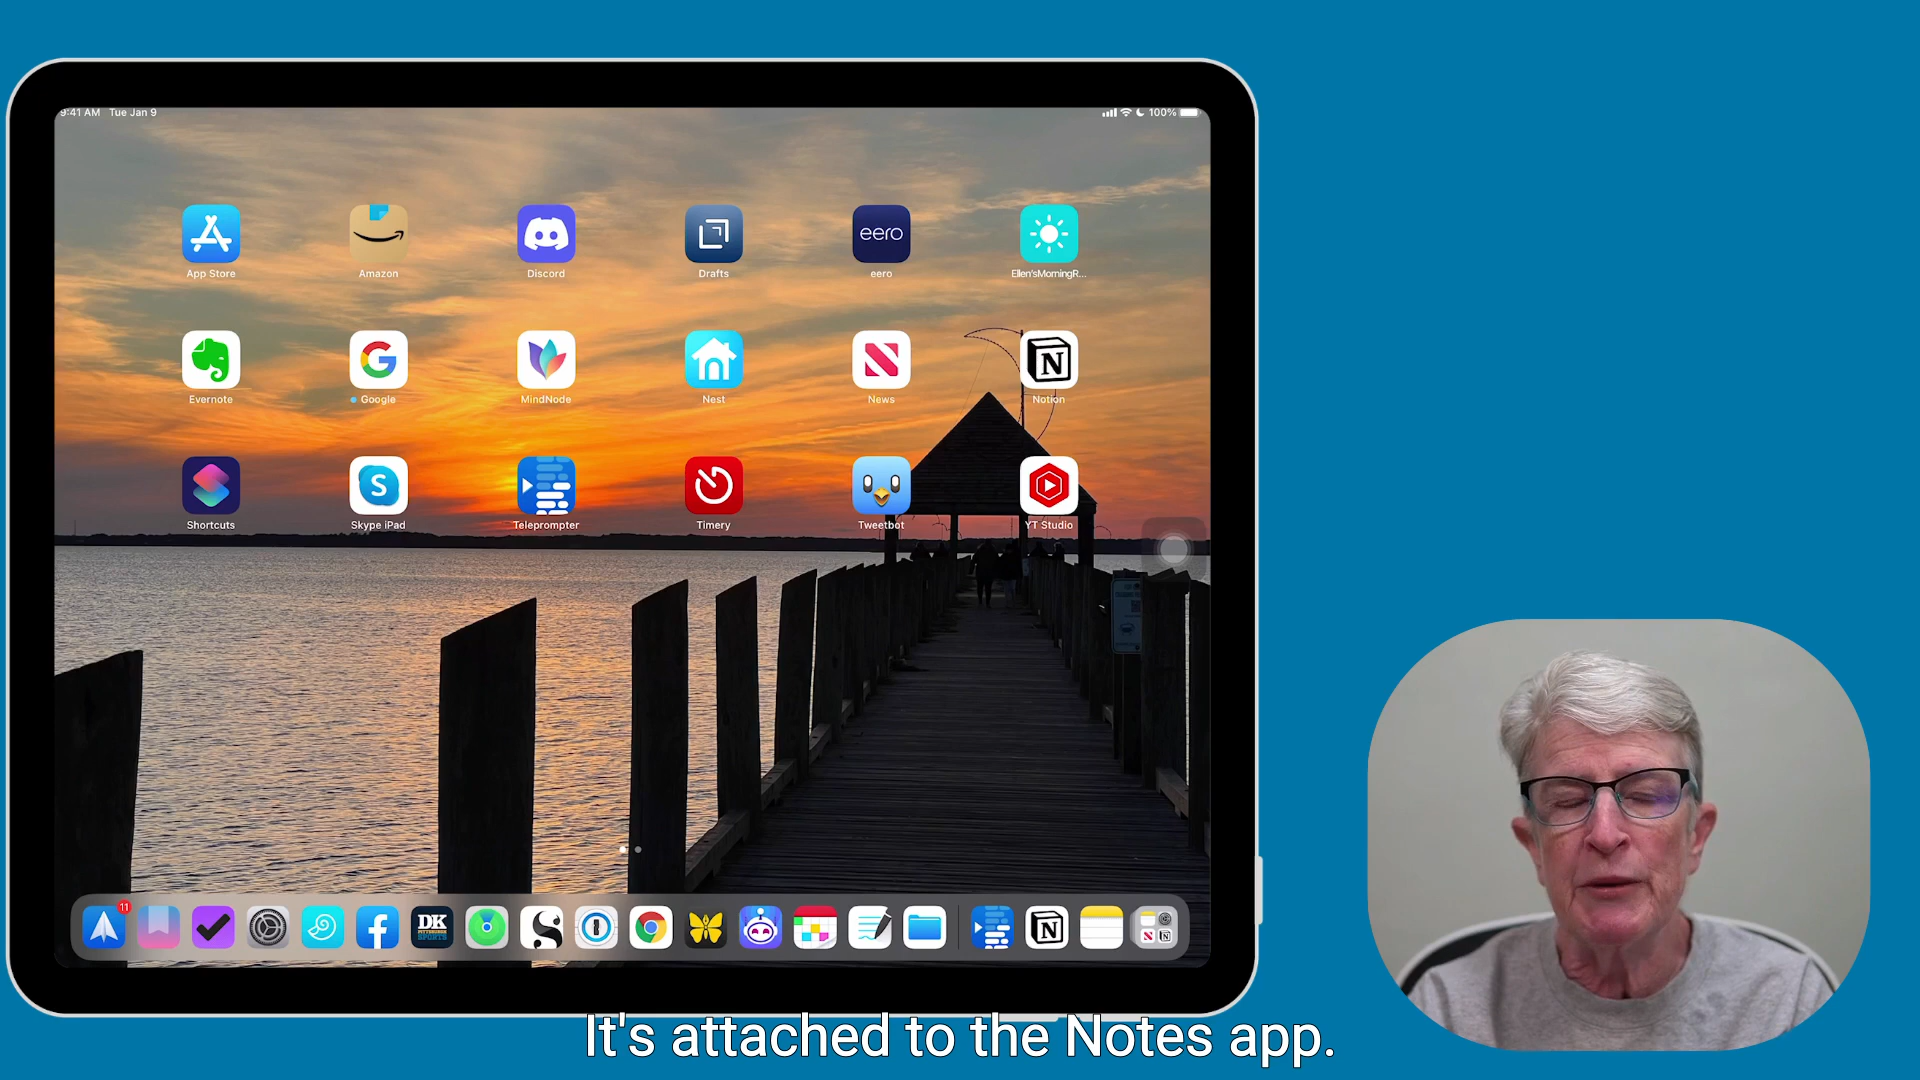 9:41 AM Tue Jan 9
100%
App Store
Amazon
Discord
Drafts
eero
eero
Ellen'sMorningR...
Evernote
Google
MindNode
Nest
News
Notion
Shortcuts
Skype iPad
Teleprompter
Timery
Tweetbot
YT Studio
11
DK
PITTSBURGH
SPORTS
It's attached to the Notes app.